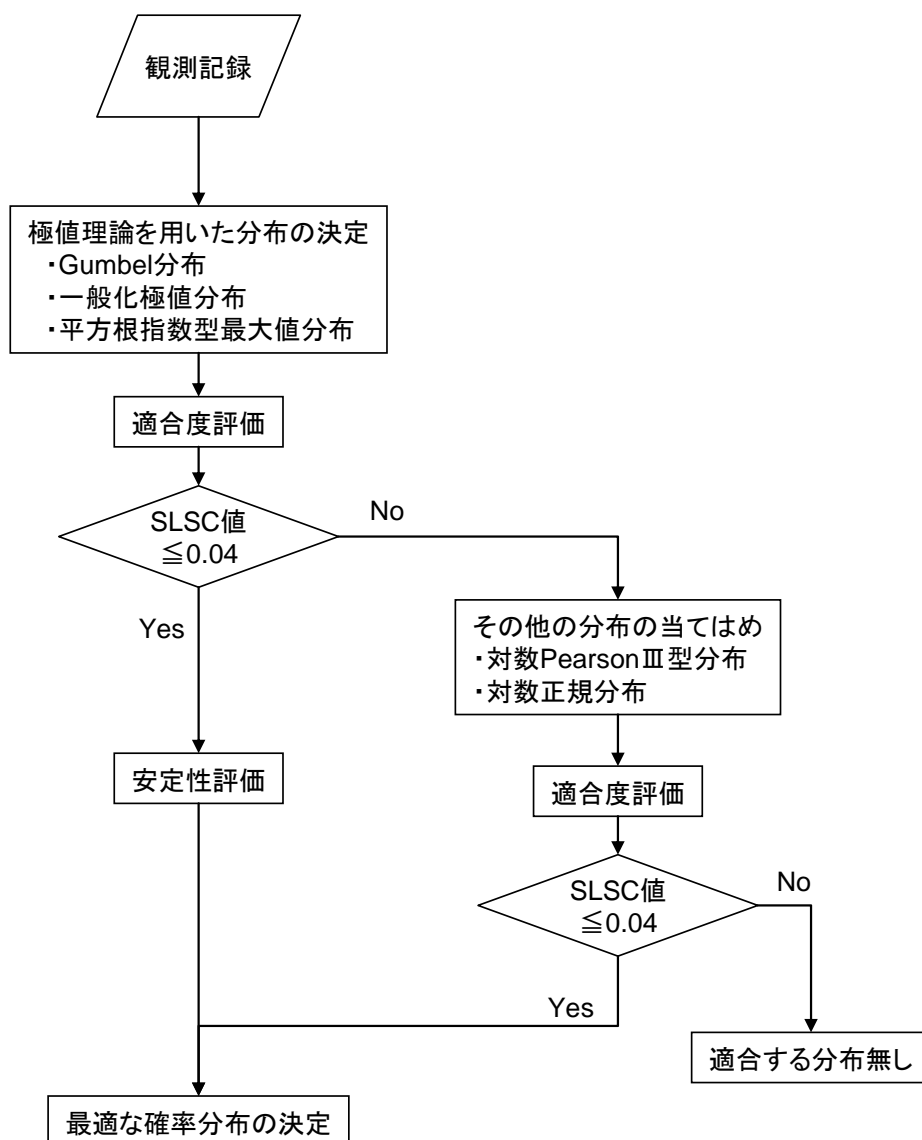 観測記録
極値理論を用いた分布の決定
・Gumbel分布
・一般化極値分布
・平方根指数型最大値分布
適合度評価
SLSC値
≦0.04
No
Yes
その他の分布の当てはめ
・対数PearsonⅢ型分布
・対数正規分布
安定性評価
適合度評価
SLSC値
≦0.04
No
Yes
適合する分布無し
最適な確率分布の決定